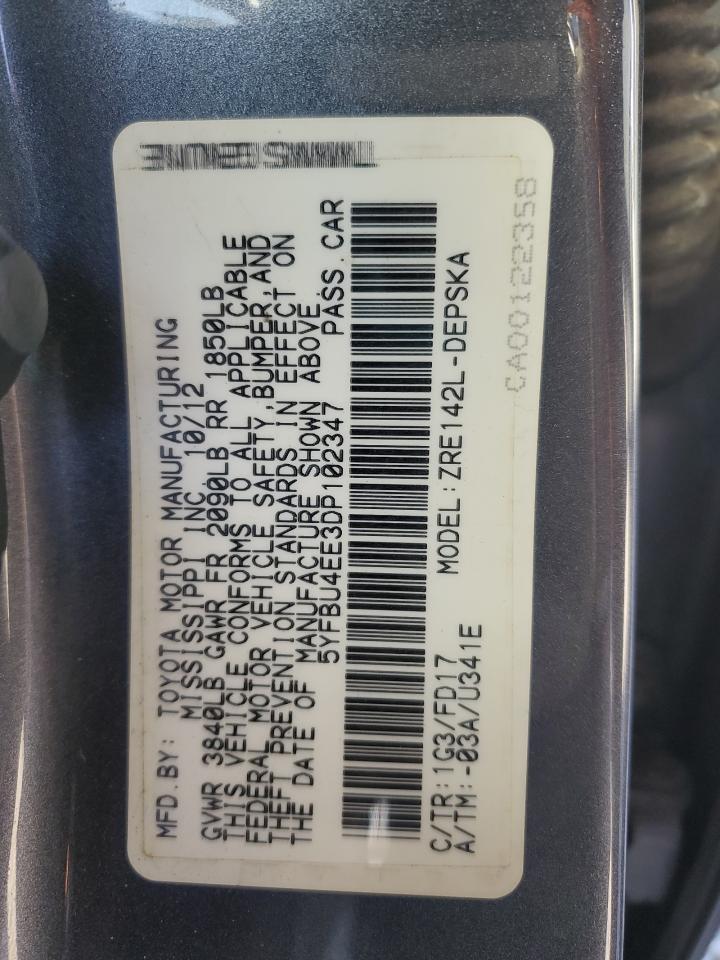 MFD.BY: TOYOTA MOTOR MANUFACTURING
MISSISSIPPI INC 10/12
GVWR 3840LB GAWR FR 2090LB RR 1850LB
THIS VEHICLE CONFORMS TO ALL APPLICABLE
FEDERAL MOTOR VEHICLE SAFETY,BUMPER,AND
THEFT PREVENTION STANDARDS IN EFFECT ON
THE DATE OF MANUFACTURE SHOWN ABOVE.
5YFBU4EE3DP102347 PASS.CAR
C/TR:1G3/FD17 MODEL:ZRE142L-DEPSKA
A/TM:-03A/U341E
CA00122358